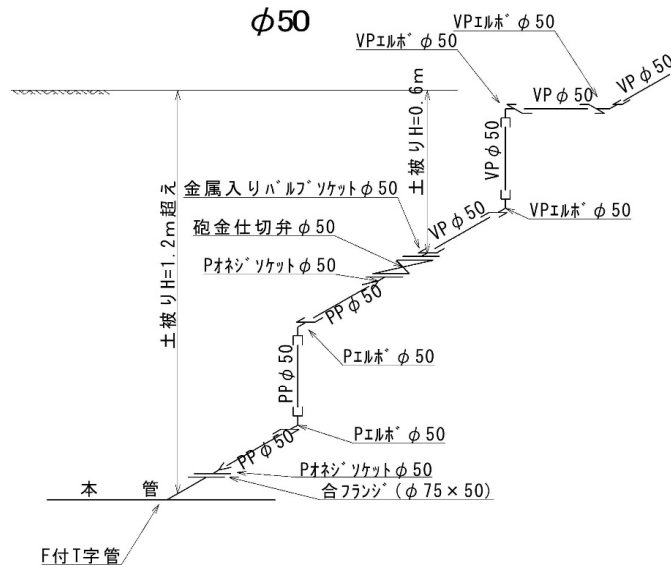 φ50
VPエルボφ50
VPエルボφ50
VPφ50
VPφ50
VPφ50
土被りH=0.6m
金属入りバルブソケットφ50
VPφ50
VPエルボφ50
砲金仕切弁φ50
Pオネジソケットφ50
土被りH=1.2m超え
PPφ50
Pエルボφ50
PPφ50
Pエルボφ50
PPφ50
Pオネジソケットφ50
合フランジ(φ75×50)
本 管
F付T字管